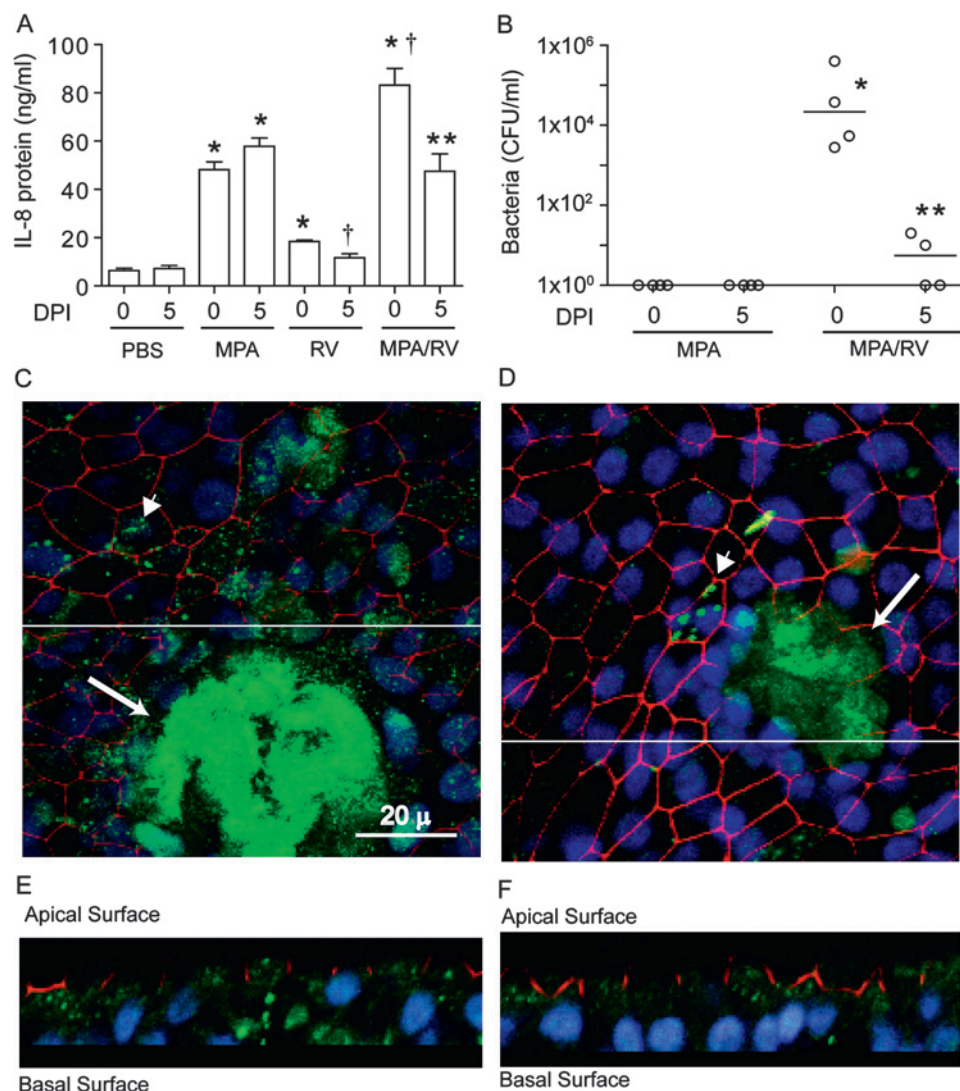 A
IL-8 protein (ng/ml)
100
80
60
40
20
0
*
*
*
†
* †
**
DPI 0 5 0 5 0 5 0 5
PBS MPA RV MPA/RV
B
Bacteria (CFU/ml)
1x10⁶
1x10⁴
1x10²
1x10⁰
*
**
DPI 0 5 0 5
MPA MPA/RV
C
20 μ
D
E
Apical Surface
Basal Surface
F
Apical Surface
Basal Surface